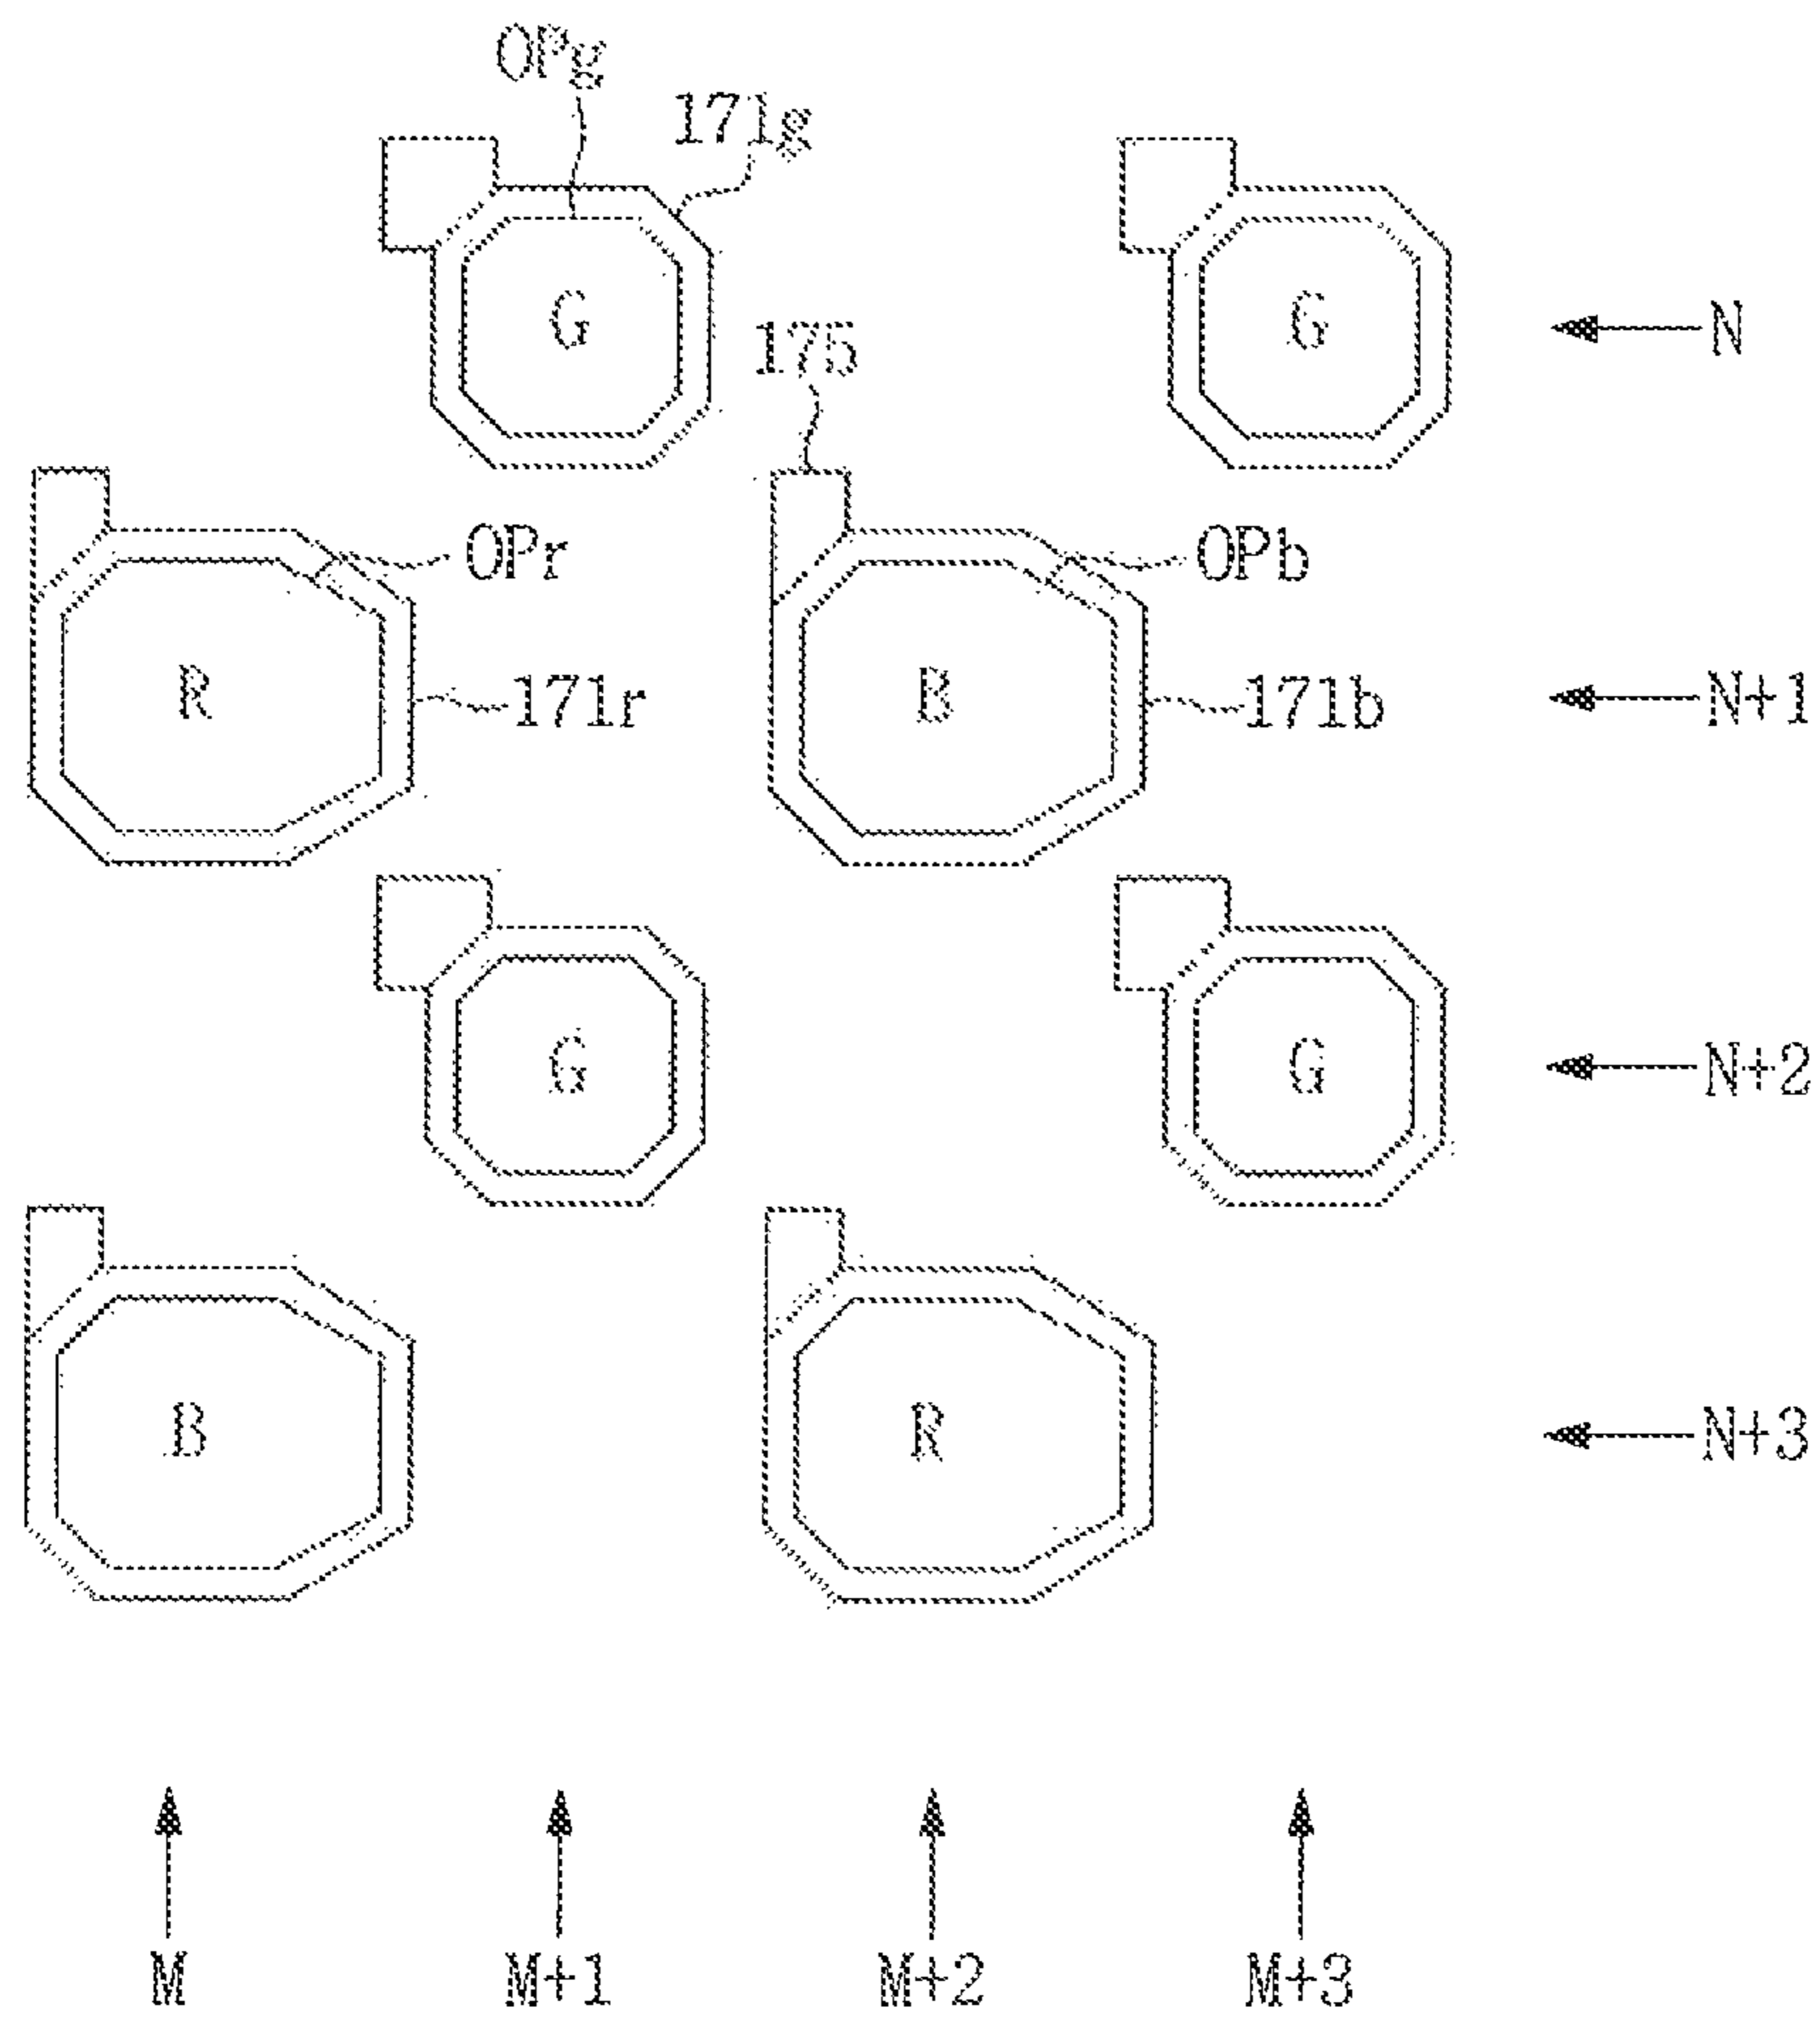 OPg
171g
G G N
175
OPr OPb
R 171r B 171b N+1
G G N+2
B R N+3
M M+1 M+2 M+3